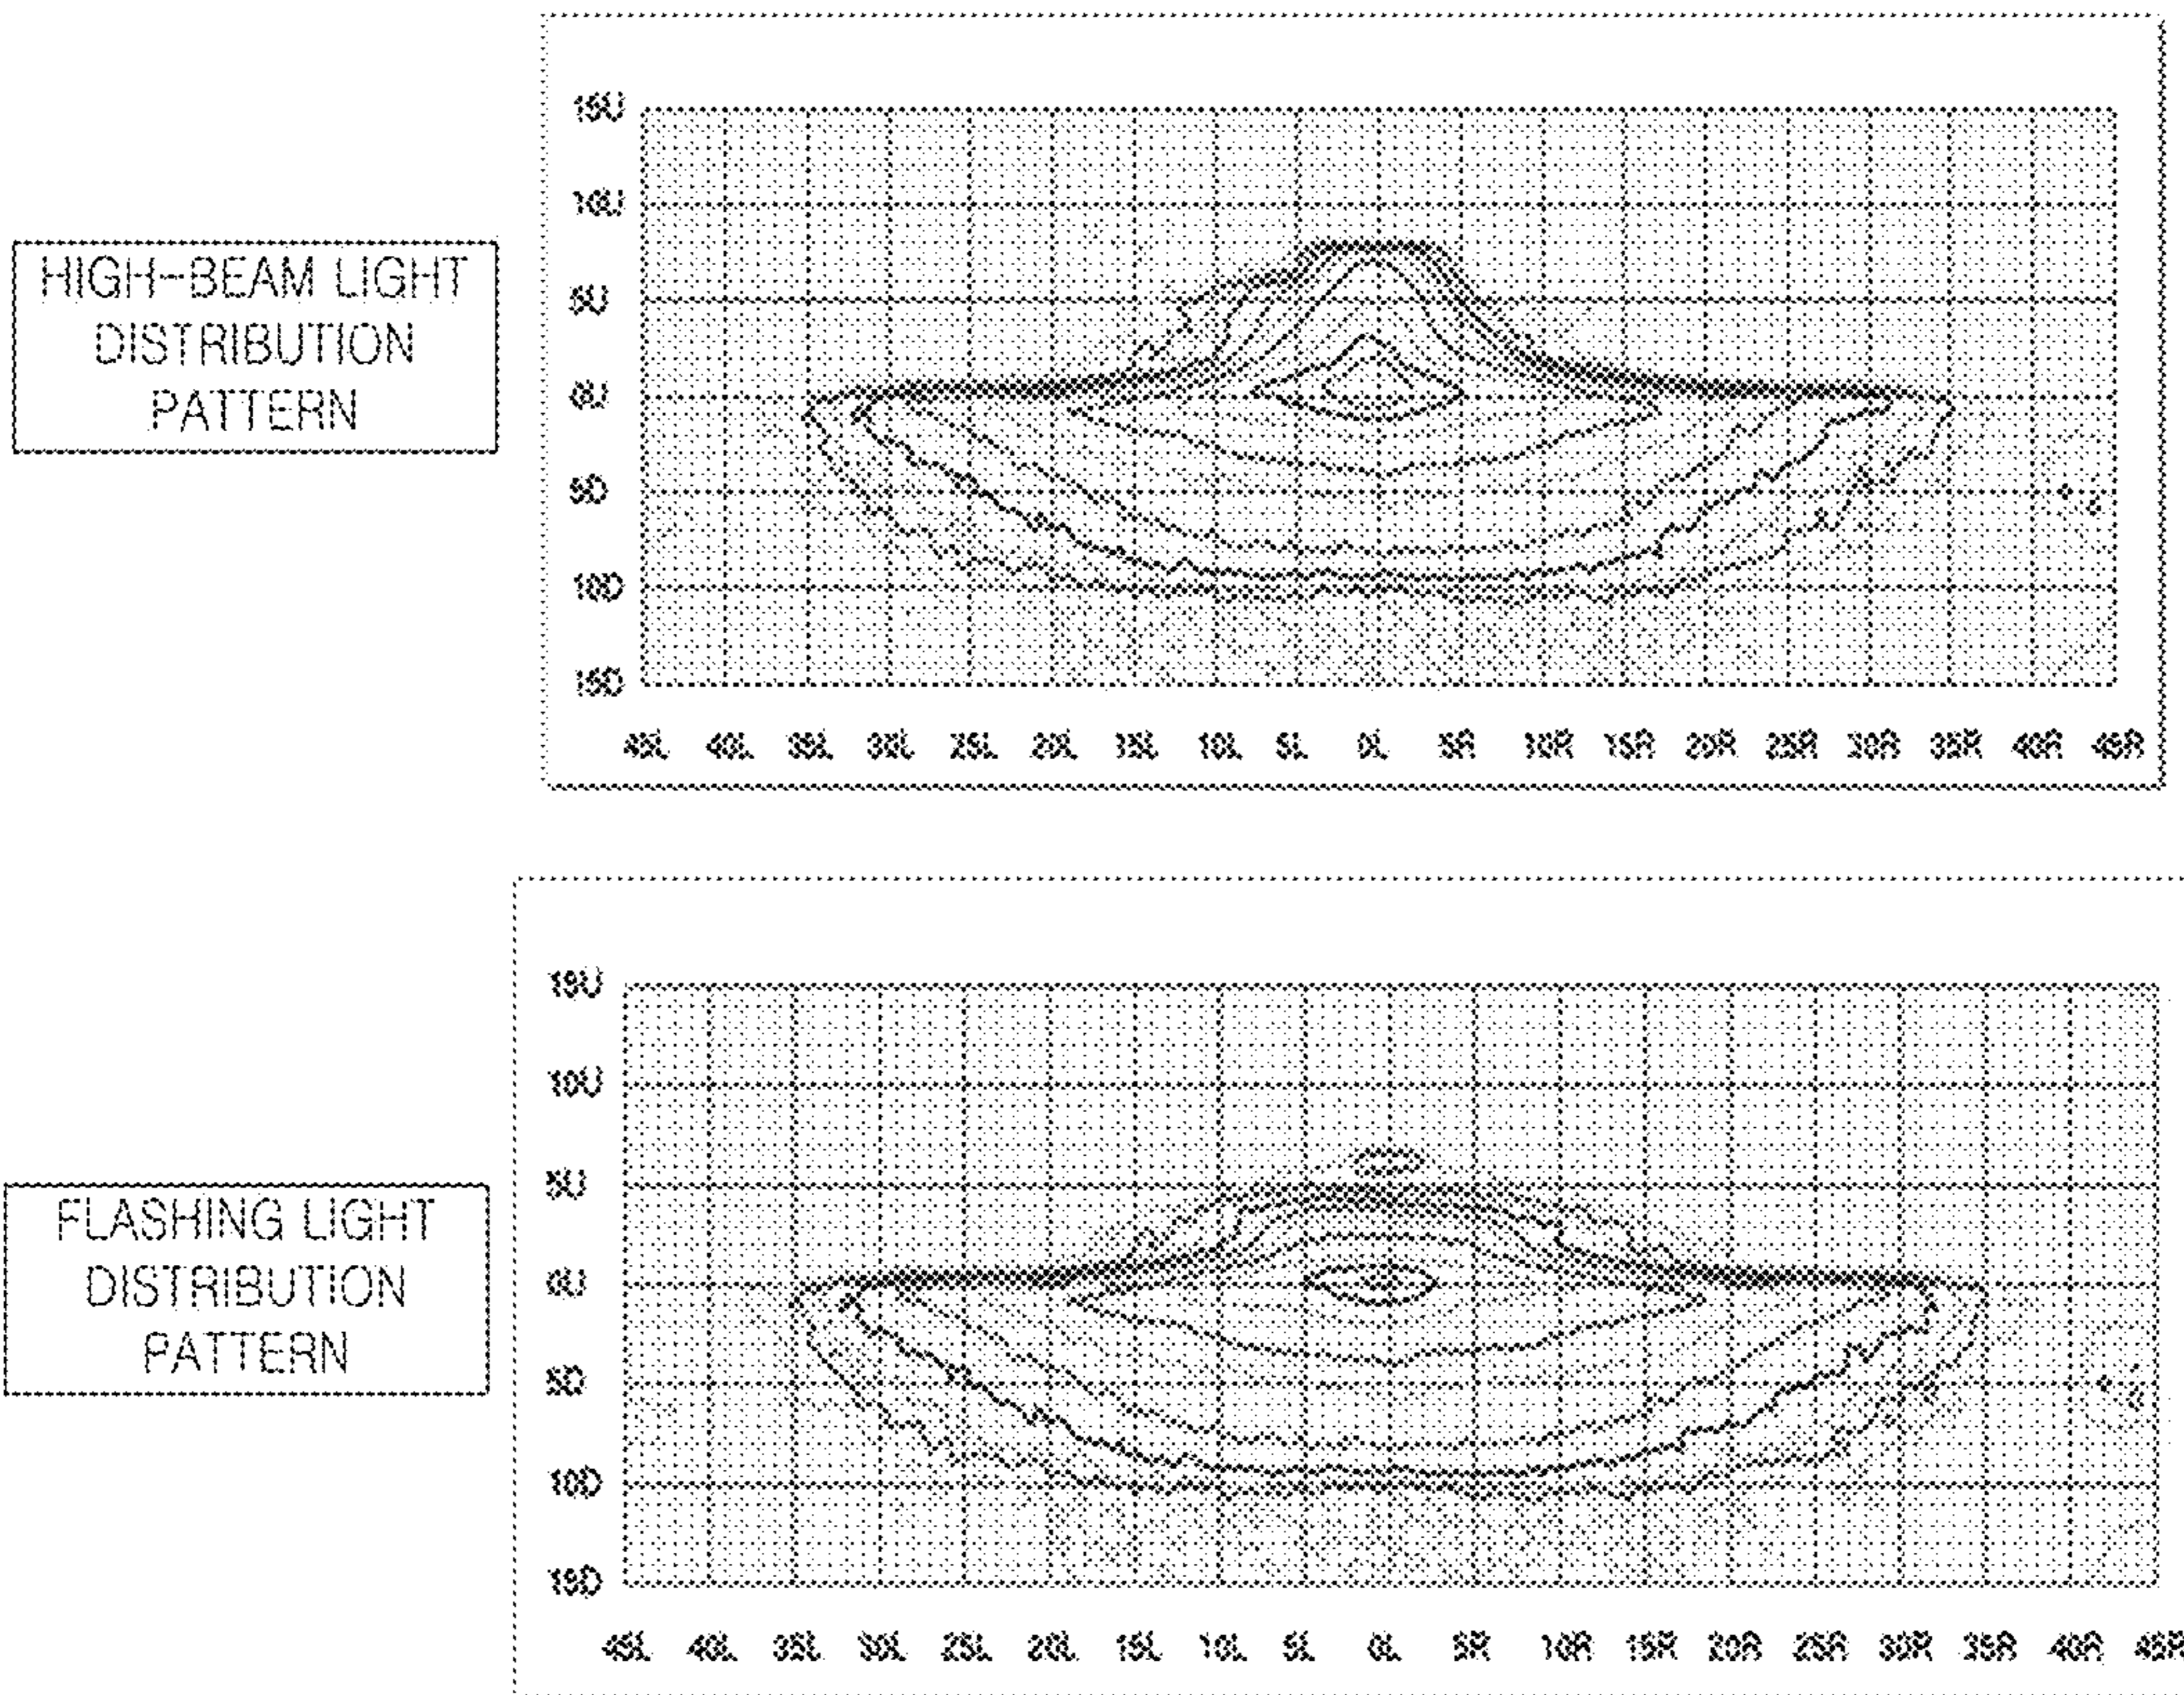 HIGH-BEAM LIGHT
DISTRIBUTION
PATTERN
15U
10U
5U
0U
5D
10D
15D
45L 40L 35L 30L 25L 20L 15L 10L 5L 0L 5R 10R 15R 20R 25R 30R 35R 40R 45R
FLASHING LIGHT
DISTRIBUTION
PATTERN
15U
10U
5U
0U
5D
10D
15D
45L 40L 35L 30L 25L 20L 15L 10L 5L 0L 5R 10R 15R 20R 25R 30R 35R 40R 45R